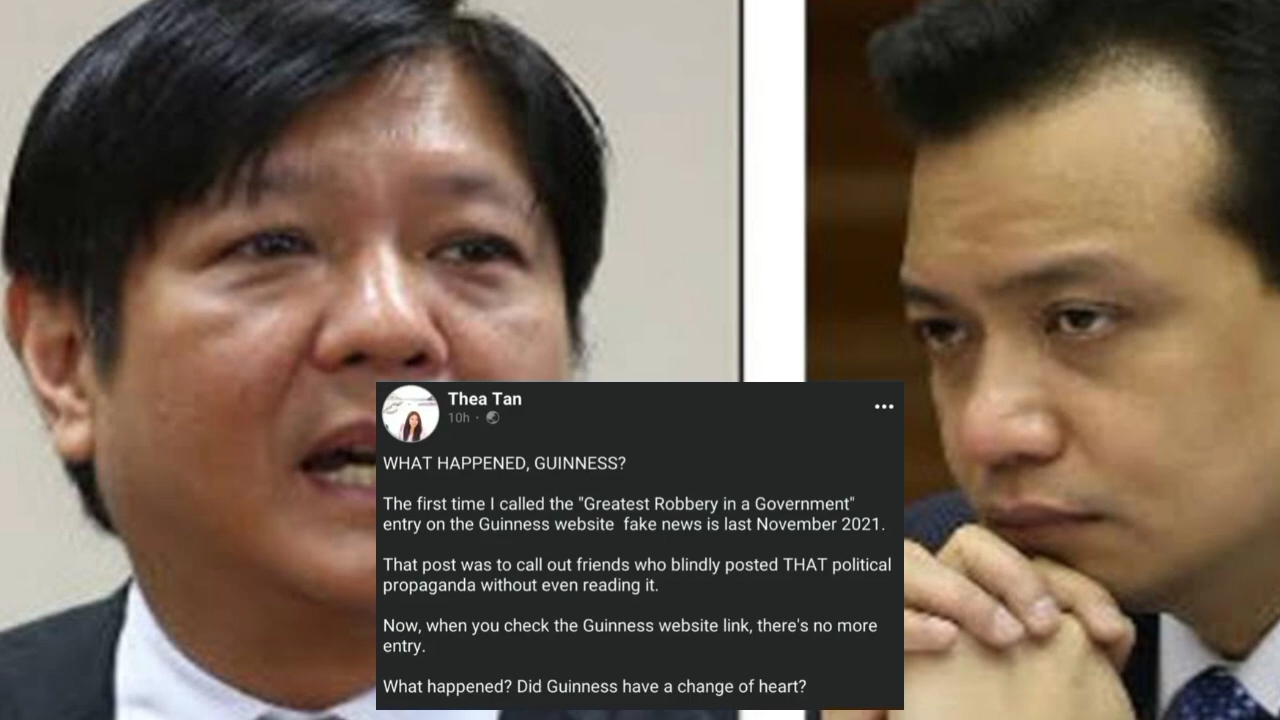 Thea Tan
10h ·
WHAT HAPPENED, GUINNESS?
The first time I called the "Greatest Robbery in a Government"
entry on the Guinness website fake news is last November 2021.
That post was to call out friends who blindly posted THAT political
propaganda without even reading it.
Now, when you check the Guinness website link, there's no more
entry.
What happened? Did Guinness have a change of heart?